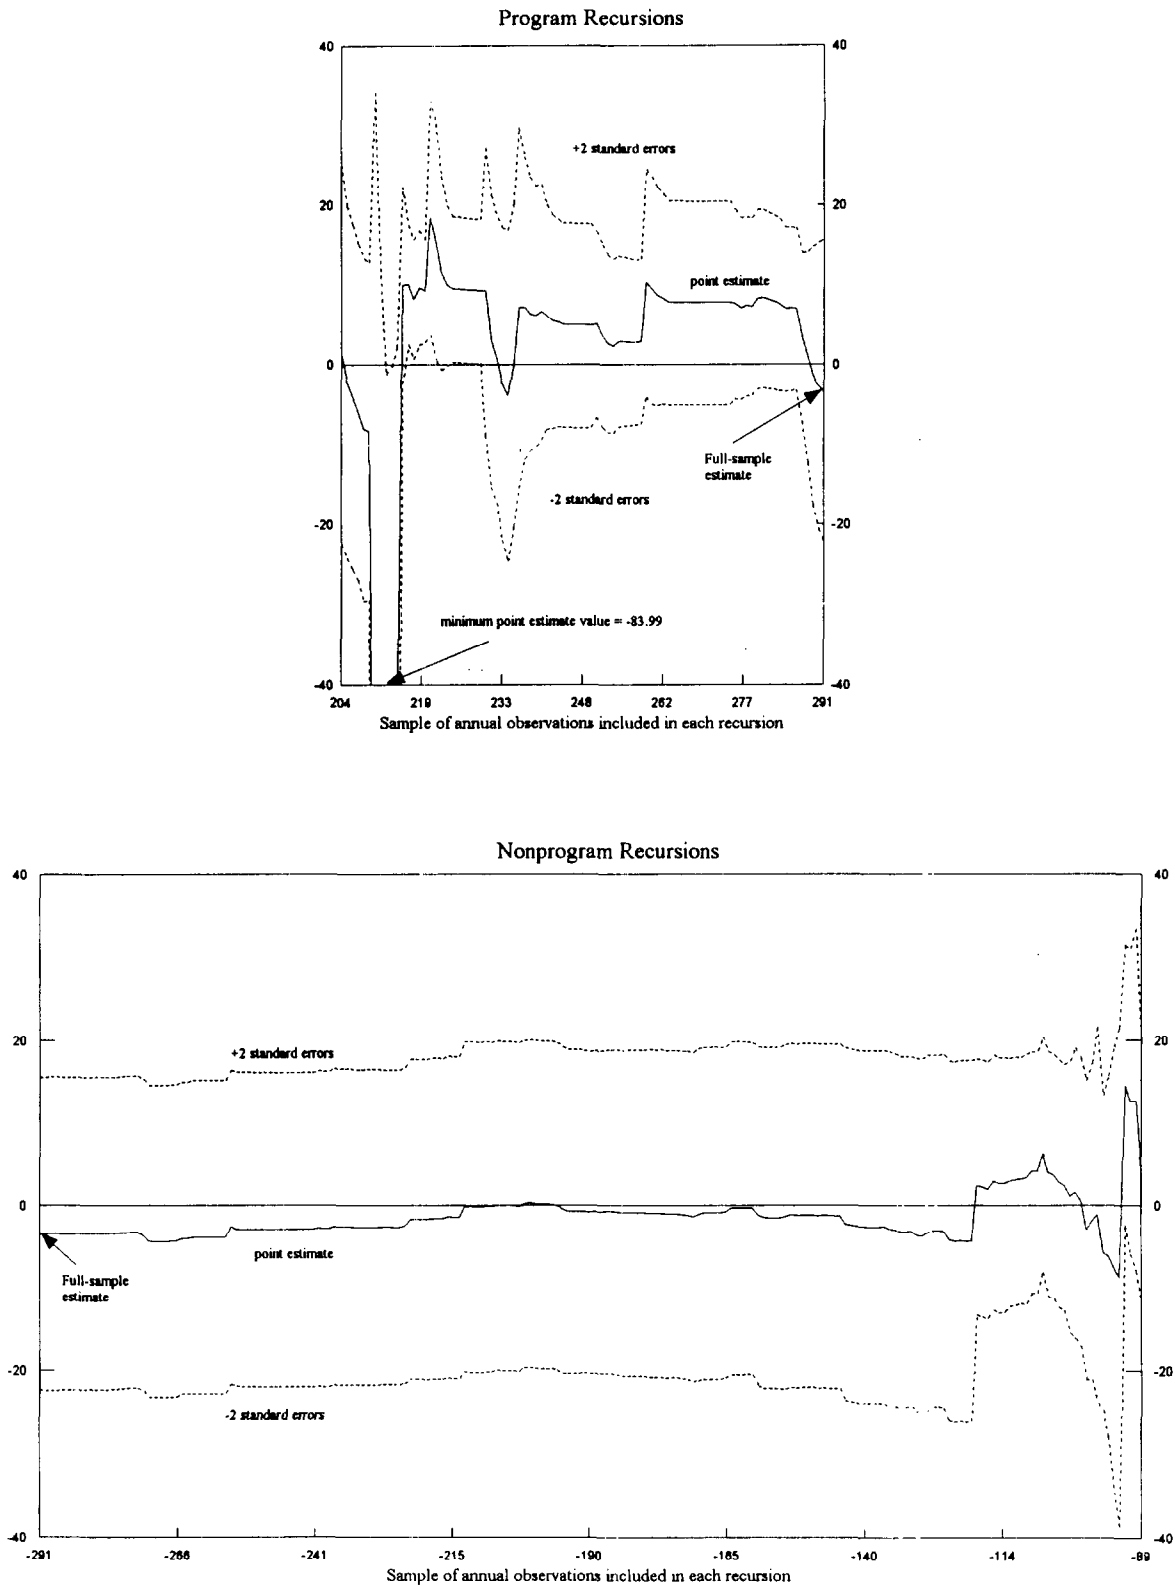 Program Recursions
40 40
+2 standard errors
20 20
point estimate
0 0
Full-sample
estimate
-2 standard errors
-20 -20
minimum point estimate value = -83.99
-40 -40
204 219 233 248 262 277 291
Sample of annual observations included in each recursion
Nonprogram Recursions
40 40
20 20
+2 standard errors
0 0
point estimate
Full-sample
estimate
-20 -20
-2 standard errors
-40 -40
-291 -266 -241 -215 -190 -165 -140 -114 -89
Sample of annual observations included in each recursion